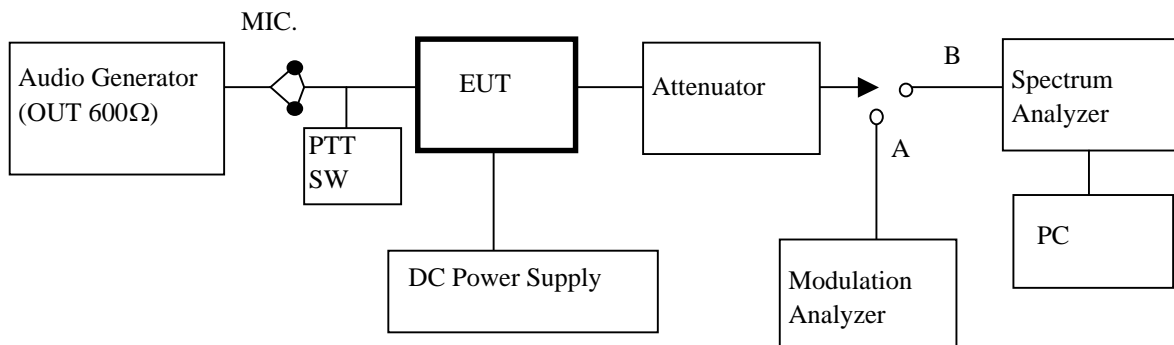 MIC.
Audio Generator
(OUT 600Ω)
EUT
Attenuator
B
Spectrum
Analyzer
PTT
SW
A
DC Power Supply
Modulation
Analyzer
PC